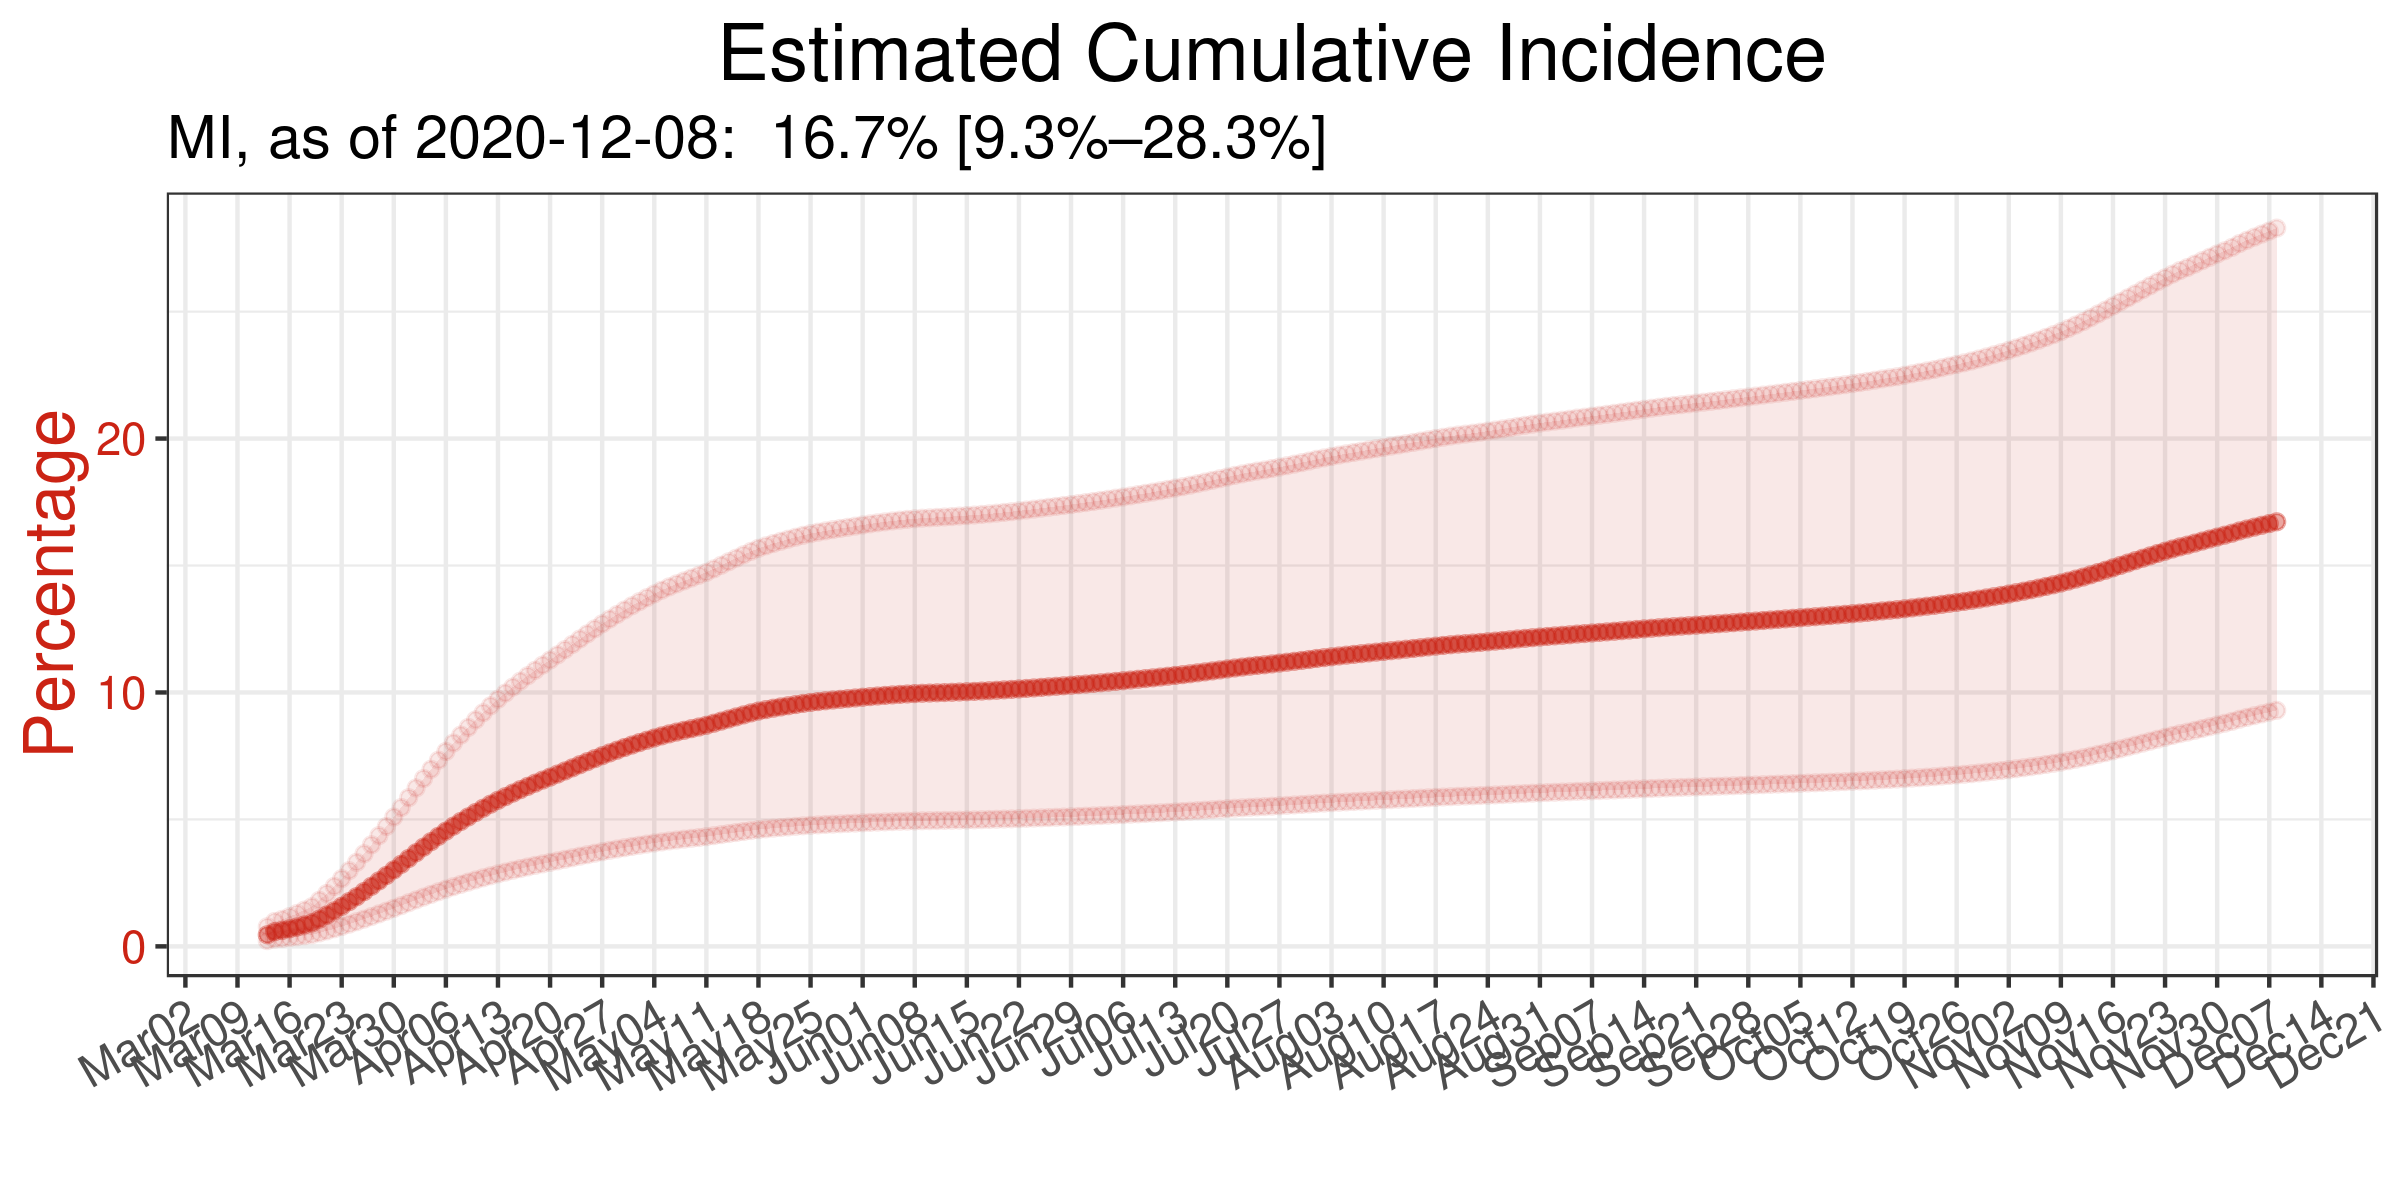 Estimated Cumulative Incidence
MI, as of 2020-12-08:  16.7% [9.3%–28.3%]
Percentage
20
10
0
Mar02
Mar09
Mar16
Mar23
Mar30
Apr06
Apr13
Apr20
Apr27
May04
May11
May18
May25
Jun01
Jun08
Jun15
Jun22
Jun29
Jul06
Jul13
Jul20
Jul27
Aug03
Aug10
Aug17
Aug24
Aug31
Sep07
Sep14
Sep21
Sep28
Oct05
Oct12
Oct19
Oct26
Nov02
Nov09
Nov16
Nov23
Nov30
Dec07
Dec14
Dec21